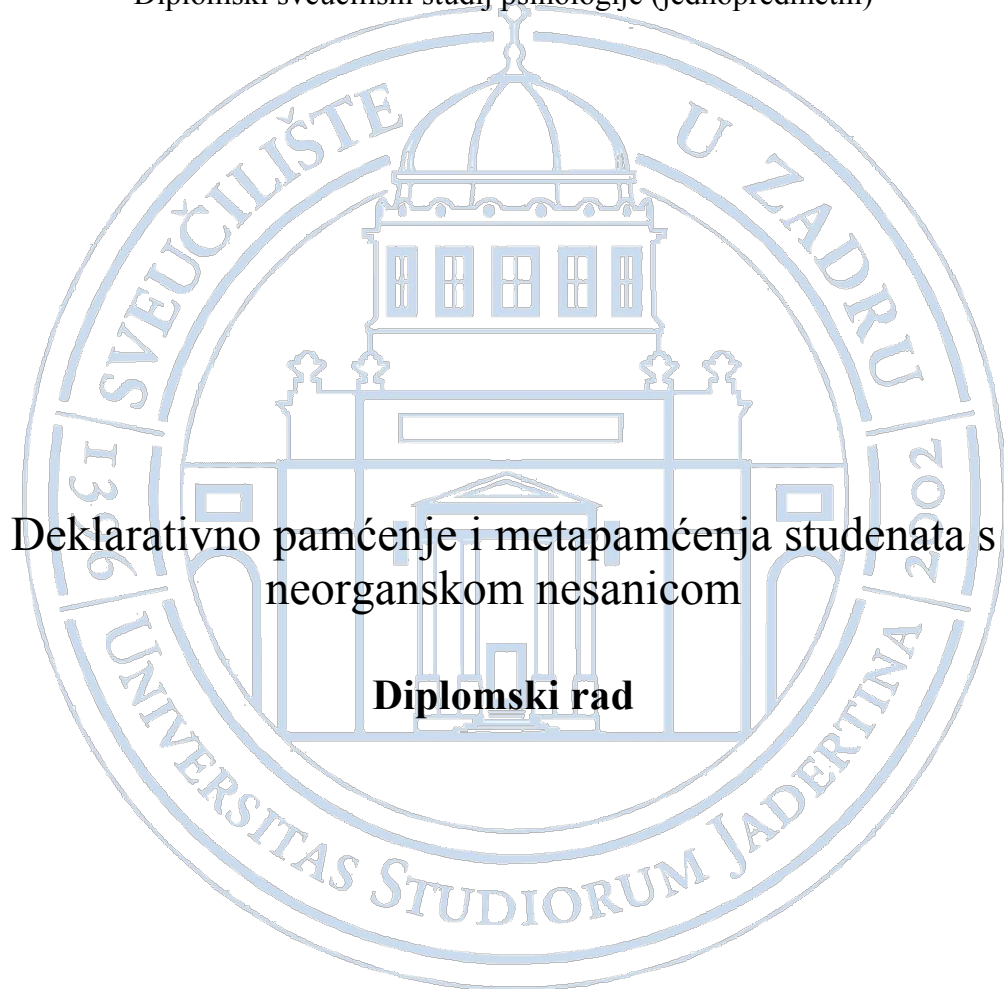 Diplomski sveučilišni studij psihologije (jednopredmetni)
SVEUČILIŠTE U ZADRU
1396
2002
UNIVERSITAS STUDIORUM JADERTINA
Deklarativno pamćenje i metapamćenja studenata s
neorganskom nesanicom
Diplomski rad